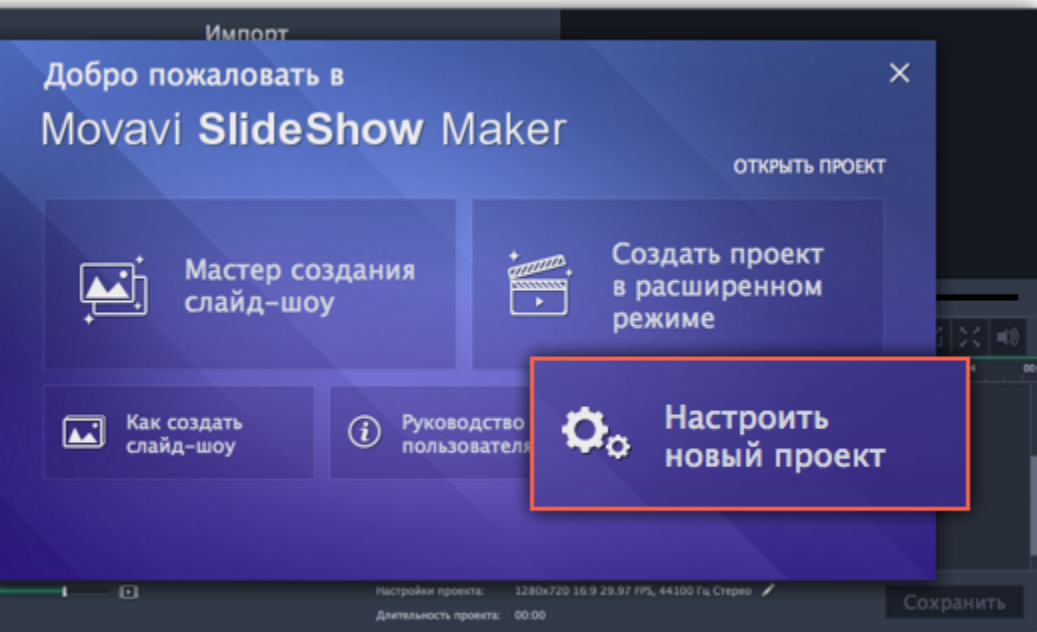 Импорт
Добро пожаловать в
Movavi SlideShow Maker
ОТКРЫТЬ ПРОЕКТ
Мастер создания
слайд-шоу
Создать проект
в расширенном
режиме
Как создать
слайд-шоу
Руководство
пользователя
Настроить
новый проект
Настройки проекта: 1280x720 16:9 29.97 FPS, 44100 Гц Стерео
Длительность проекта: 00:00
Сохранить